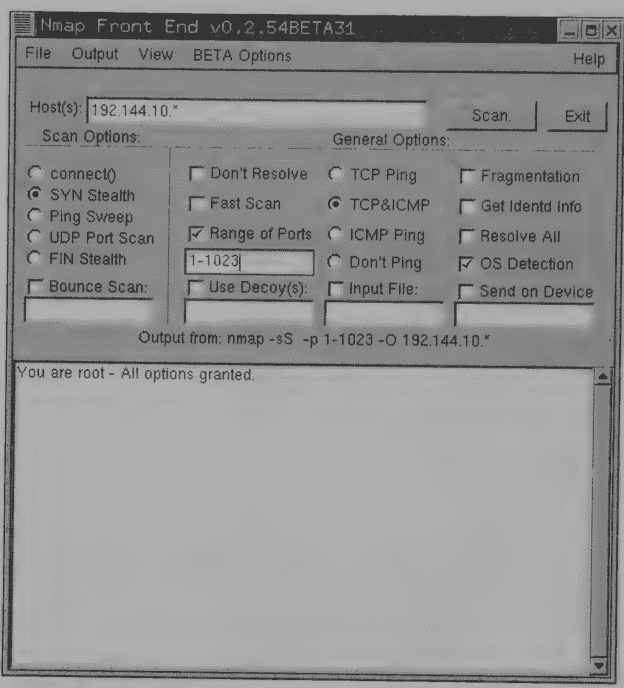 Nmap Front End v0.2.54BETA31
File Output View BETA Options Help
Host(s): 192.144.10.* Scan. Exit
Scan Options: General Options:
connect() Don't Resolve TCP Ping Fragmentation
SYN Stealth Fast Scan TCP&ICMP Get Identd Info
Ping Sweep Range of Ports ICMP Ping Resolve All
UDP Port Scan 1-1023 Don't Ping OS Detection
FIN Stealth
Bounce Scan: Use Decoy(s): Input File: Send on Device
Output from: nmap -sS -p 1-1023 -O 192.144.10.*
You are root - All options granted.